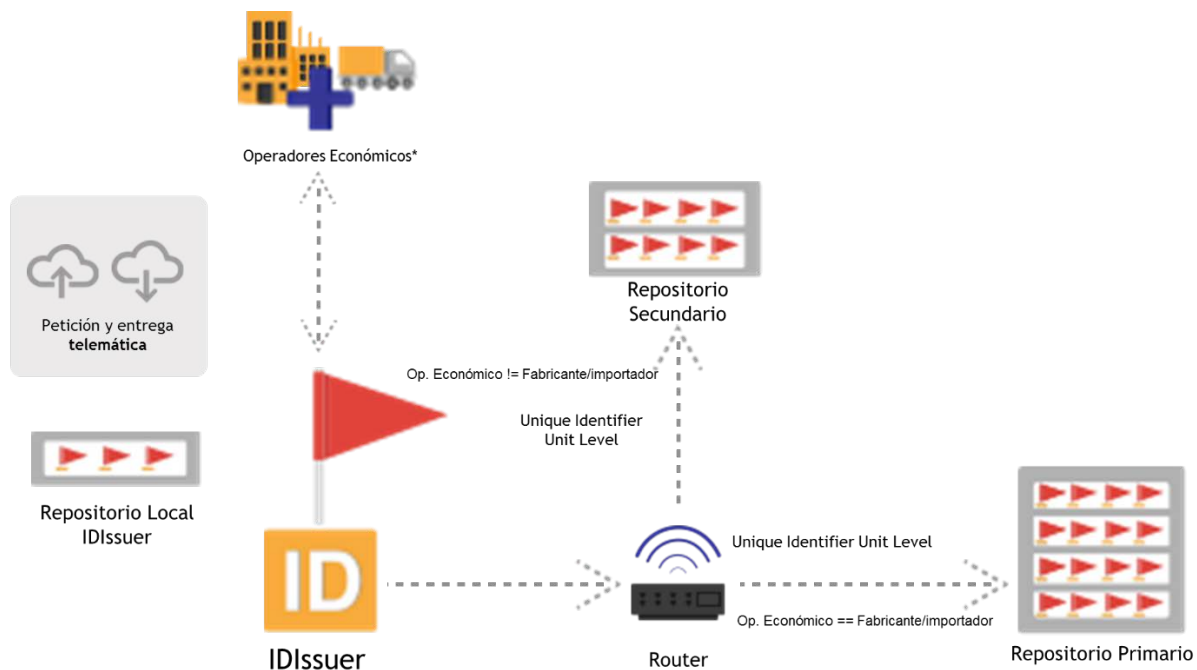 Operadores Económicos*
Petición y entrega
telemática
Repositorio
Secundario
Op. Económico != Fabricante/importador
Unique Identifier
Unit Level
Repositorio Local
IDIssuer
ID
IDIssuer
Router
Unique Identifier Unit Level
Op. Económico == Fabricante/importador
Repositorio Primario